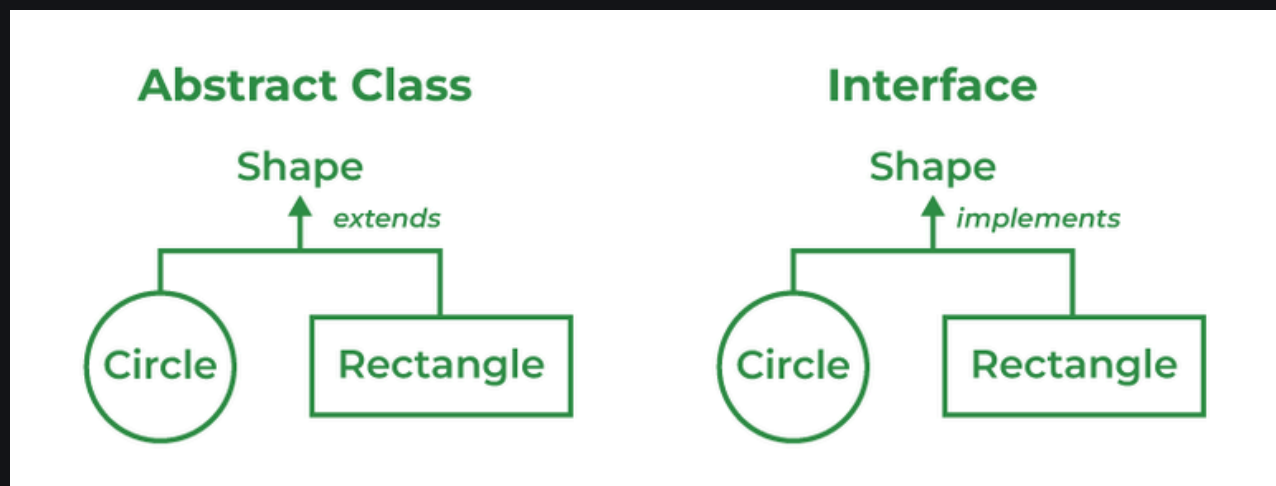 Abstract Class
Shape
extends
Circle
Rectangle
Interface
Shape
implements
Circle
Rectangle